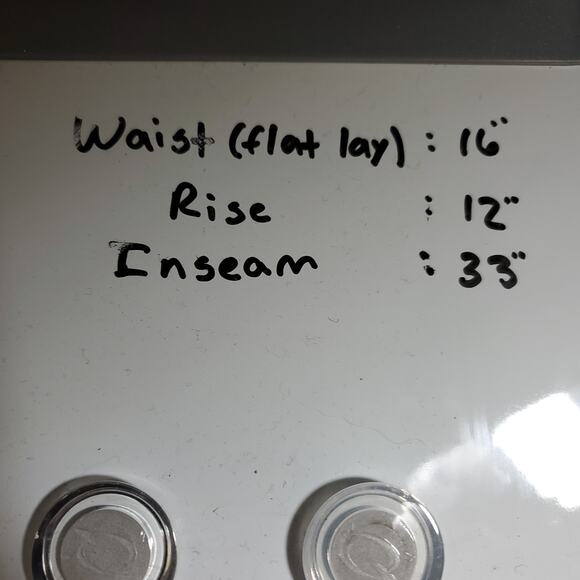 Waist (flat lay) : 16"
Rise : 12"
Inseam : 33"